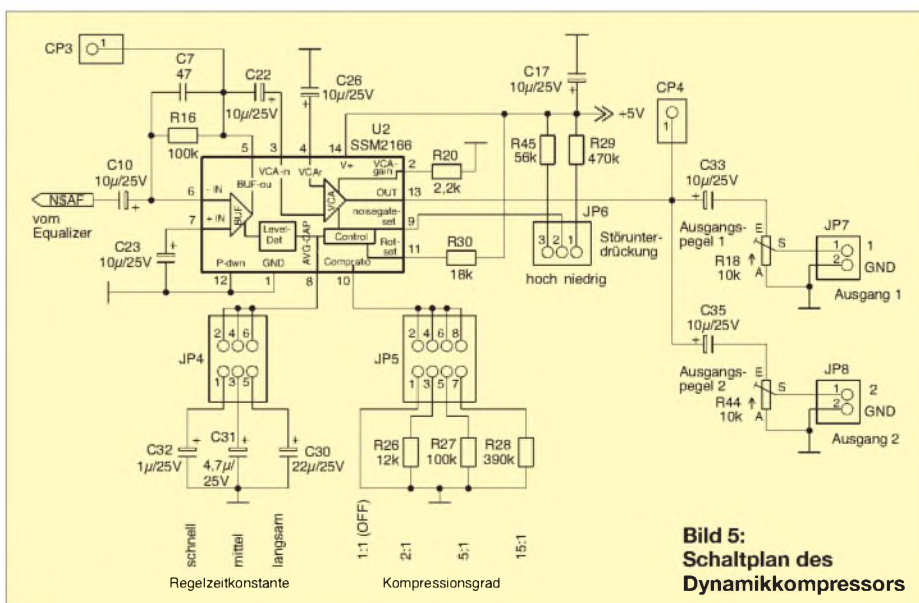 CP3
1
C7
47
C22
10µ/25V
C26
10µ/25V
C17
10µ/25V
+5V
CP4
1
R16
100k
C10
10µ/25V
NSAF
vom
Equalizer
C23
10µ/25V
U2
SSM2166
5
3
4
14
6
7
2
13
9
11
12
1
8
10
V+
VCA-in
VCAr
VCA-
gain
BUF-ou
– IN
+ IN
BUF
VCA
OUT
noisegate-
set
Level-
Det
AVG-CAP
Control
Rot-
set
P-dwn
GND
Compratio
R20
2,2k
R45
56k
R29
470k
JP6
3 2 1
Störunter-
drückung
hoch niedrig
R30
18k
C33
10µ/25V
Ausgangs-
pegel 1
R18
10k
E
S
A
JP7
1
2
1
GND
Ausgang 1
C35
10µ/25V
Ausgangs-
pegel 2
R44
10k
E
S
A
JP8
1
2
2
GND
Ausgang 2
JP4
2 4 6
1 3 5
JP5
2 4 6 8
1 3 5 7
C32
1µ/25V
C31
4,7µ/
25V
C30
22µ/25V
R26
12k
R27
100k
R28
390k
schnell
mittel
langsam
Regelzeitkonstante
1:1 (OFF)
2:1
5:1
15:1
Kompressionsgrad
Bild 5:
Schaltplan des
Dynamikkompressors